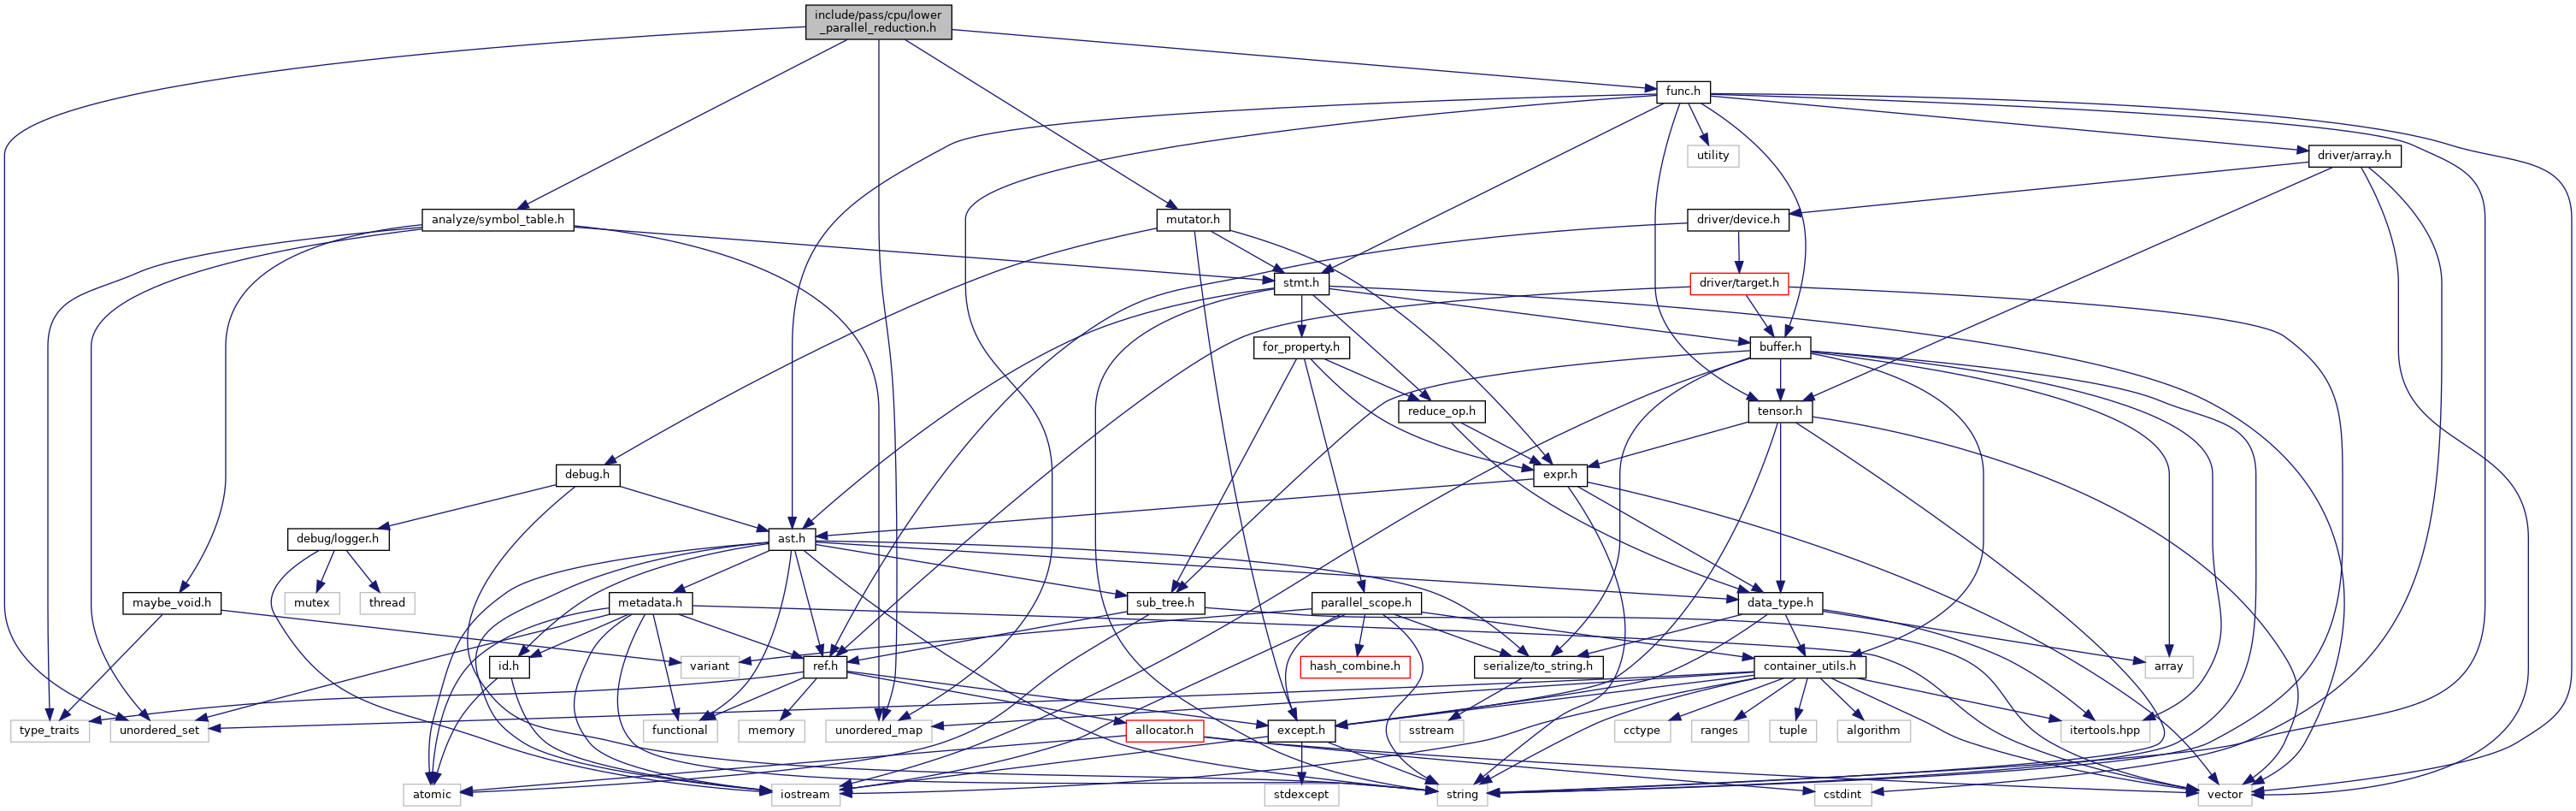 include/pass/cpu/lower
_parallel_reduction.h
func.h
utility
driver/array.h
analyze/symbol_table.h
mutator.h
driver/device.h
stmt.h
driver/target.h
for_property.h
buffer.h
reduce_op.h
tensor.h
debug.h
expr.h
debug/logger.h
ast.h
maybe_void.h
mutex
thread
metadata.h
sub_tree.h
parallel_scope.h
data_type.h
id.h
variant
ref.h
hash_combine.h
serialize/to_string.h
container_utils.h
array
type_traits
unordered_set
functional
memory
unordered_map
allocator.h
except.h
sstream
cctype
ranges
tuple
algorithm
itertools.hpp
atomic
iostream
stdexcept
string
cstdint
vector